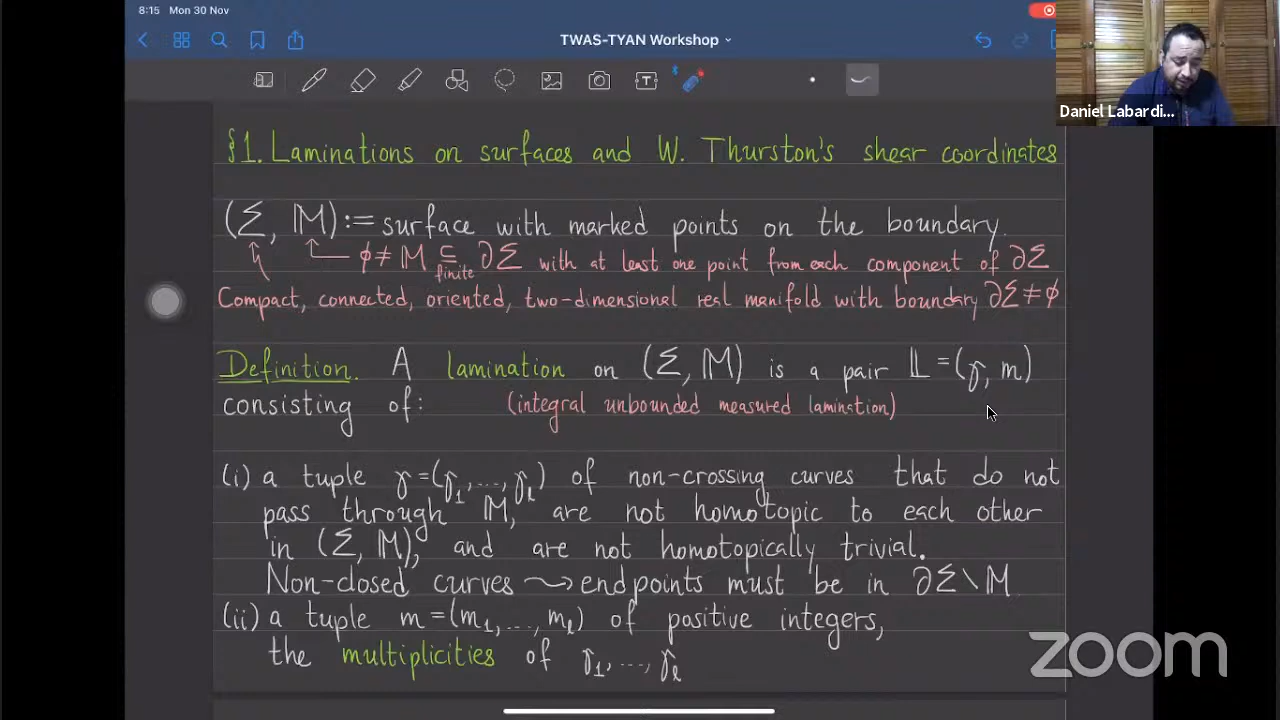 8:15 Mon 30 Nov
TWAS-TYAN Workshop
Daniel Labardi...
§1. Laminations on surfaces and W. Thurston's shear coordinates
(Σ, 𝕄) := surface with marked points on the boundary.
ϕ ≠ 𝕄 ⊆ ∂Σ with at least one point from each component of ∂Σ
finite
Compact, connected, oriented, two-dimensional real manifold with boundary ∂Σ ≠ ϕ
Definition. A lamination on (Σ, 𝕄) is a pair 𝕃 = (γ, m)
consisting of: (integral unbounded measured lamination)
(i) a tuple γ = (γ₁, ..., γₗ) of non-crossing curves that do not
pass through 𝕄, are not homotopic to each other
in (Σ, 𝕄), and are not homotopically trivial.
Non-closed curves ⟿ endpoints must be in ∂Σ \ 𝕄
(ii) a tuple m = (m₁, ..., mₗ) of positive integers,
the multiplicities of γ₁, ..., γₗ
zoom